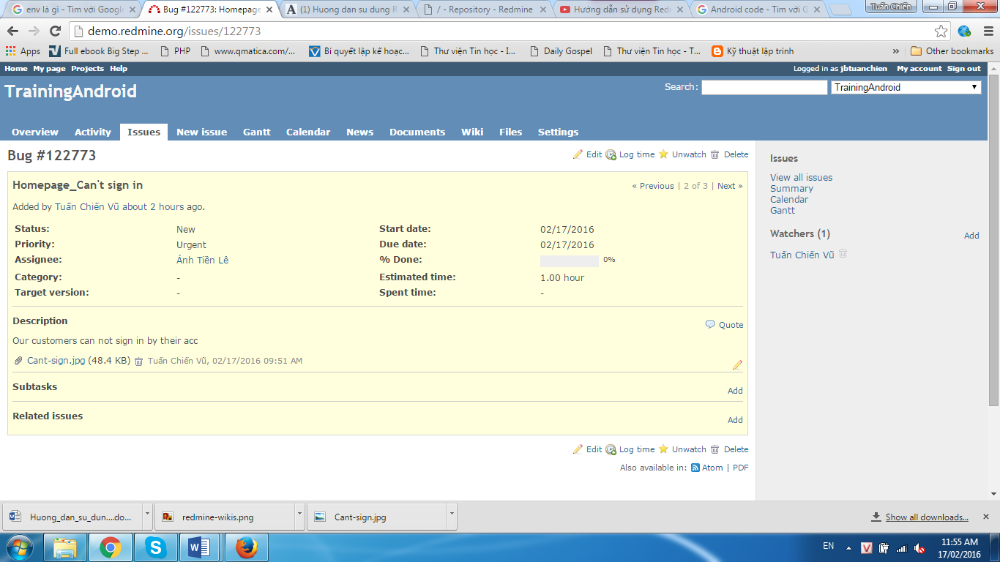 env là gì - Tìm với Google
Bug #122773: Homepage
(1) Huong dan su dung R
/ - Repository - Redmine
Hướng dẫn sử dụng Redm
Android code - Tìm với G
Tuấn Chiến
demo.redmine.org/issues/122773
Apps
Full ebook Big Step ...
PHP
www.qmatica.com/...
Bí quyết lập kế hoạc...
Thư viện Tin học - I...
Daily Gospel
Thư viện Tin học - T...
Kỹ thuật lập trình
»
Other bookmarks
Home My page Projects Help
Logged in as jbtuanchien My account Sign out
TrainingAndroid
Search:
TrainingAndroid
Overview Activity Issues New issue Gantt Calendar News Documents Wiki Files Settings
Bug #122773
Edit Log time Unwatch Delete
Homepage_Can't sign in
« Previous | 2 of 3 | Next »
Added by Tuấn Chiến Vũ about 2 hours ago.
Status: New Start date: 02/17/2016
Priority: Urgent Due date: 02/17/2016
Assignee: Ánh Tiền Lê % Done: 0%
Category: - Estimated time: 1.00 hour
Target version: - Spent time: -
Description
Quote
Our customers can not sign in by their acc
Cant-sign.jpg (48.4 KB) Tuấn Chiến Vũ, 02/17/2016 09:51 AM
Subtasks
Add
Related issues
Add
Edit Log time Unwatch Delete
Also available in: Atom | PDF
Issues
View all issues
Summary
Calendar
Gantt
Watchers (1) Add
Tuấn Chiến Vũ
Huong_dan_su_dun....do...
redmine-wikis.png
Cant-sign.jpg
Show all downloads...
EN
11:55 AM
17/02/2016